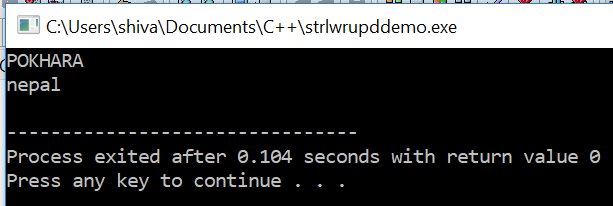 C:\Users\shiva\Documents\C++\strlwrupddemo.exe
POKHARA
nepal
--------------------------------
Process exited after 0.104 seconds with return value 0
Press any key to continue . . .